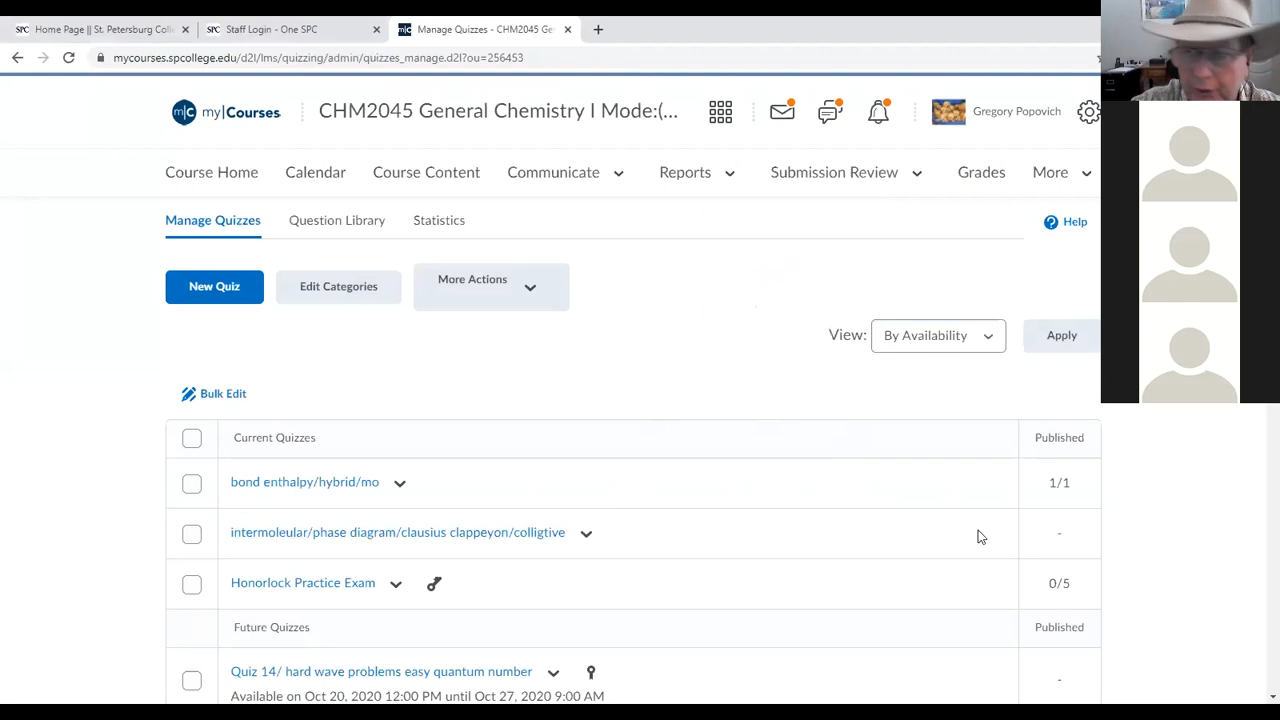 SPC Home Page || St. Petersburg Coll
SPC Staff Login - One SPC
m|c Manage Quizzes - CHM2045 Ge
mycourses.spcollege.edu/d2l/lms/quizzing/admin/quizzes_manage.d2l?ou=256453
m|C my|Courses
CHM2045 General Chemistry I Mode:(...
Gregory Popovich
Course Home Calendar Course Content Communicate Reports Submission Review Grades More
Manage Quizzes Question Library Statistics
Help
New Quiz Edit Categories More Actions
View: By Availability Apply
Bulk Edit
Current Quizzes Published
bond enthalpy/hybrid/mo 1/1
intermoleular/phase diagram/clausius clappeyon/colligtive -
Honorlock Practice Exam 0/5
Future Quizzes Published
Quiz 14/ hard wave problems easy quantum number -
Available on Oct 20, 2020 12:00 PM until Oct 27, 2020 9:00 AM